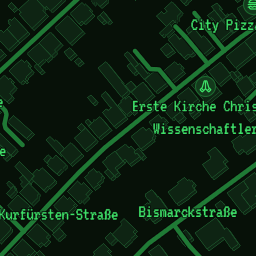 City Pizza
Erste Kirche Chris
Wissenschaftler
e
e
Kurfürsten-Straße
Bismarckstraße